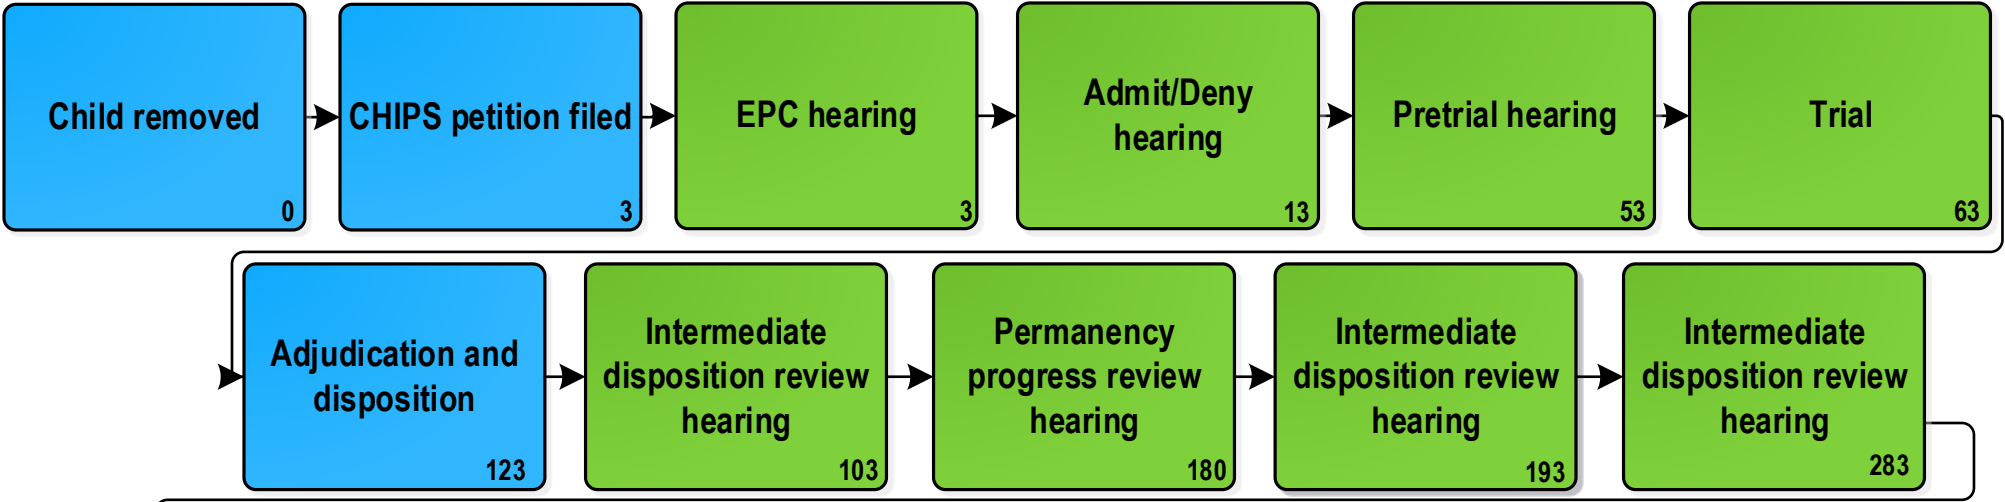 Child removed
0
CHIPS petition filed
3
EPC hearing
3
Admit/Deny
hearing
13
Pretrial hearing
53
Trial
63
Adjudication and
disposition
123
Intermediate
disposition review
hearing
103
Permanency
progress review
hearing
180
Intermediate
disposition review
hearing
193
Intermediate
disposition review
hearing
283